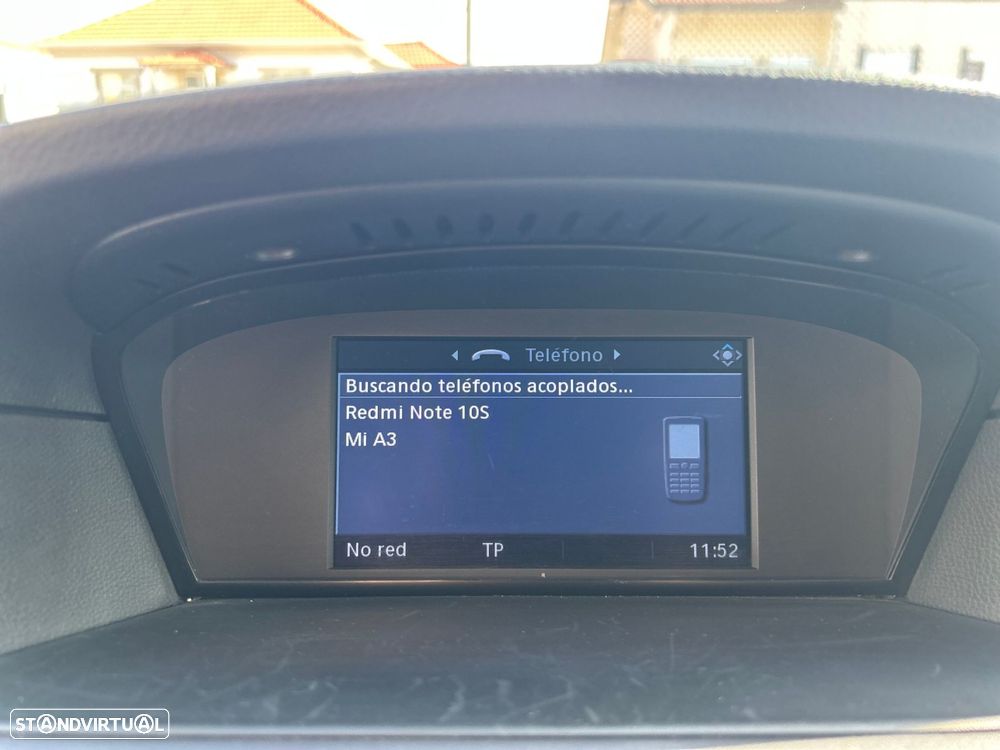 Teléfono
Buscando teléfonos acoplados...
Redmi Note 10S
Mi A3
No red TP 11:52
STANDVIRTUAL